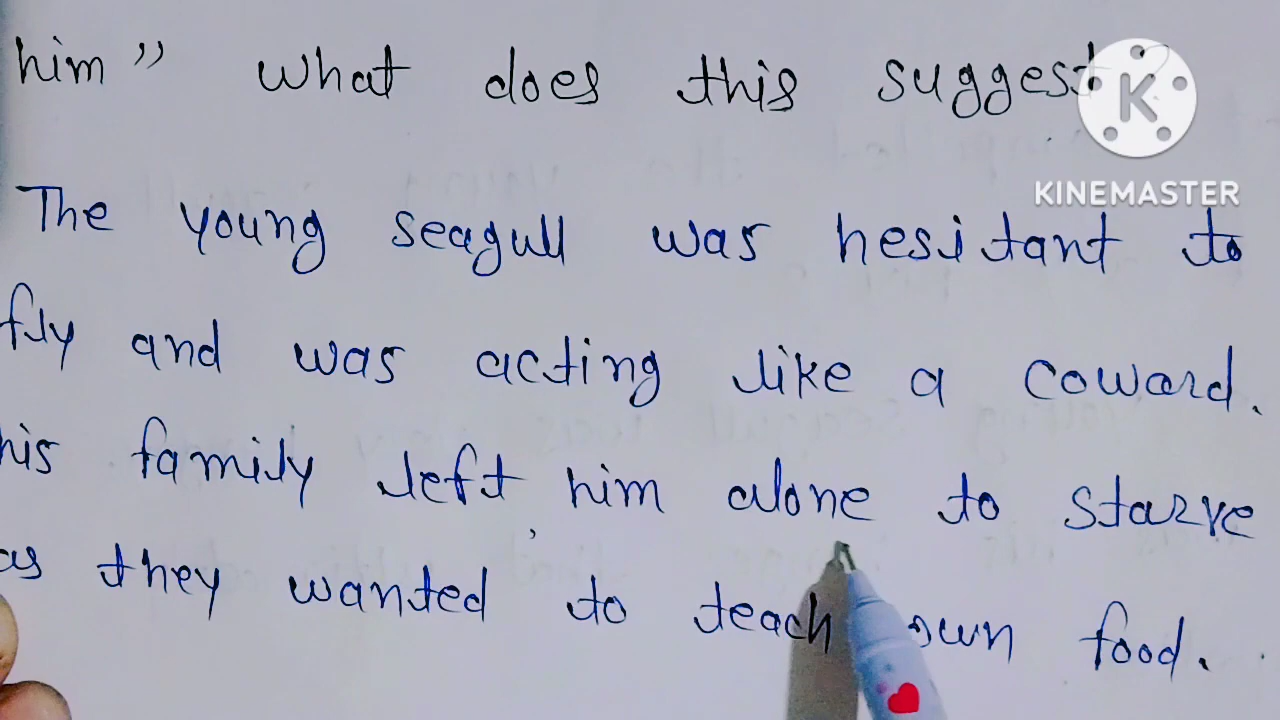 him" what does this suggest
K
KINEMASTER
The young seagull was hesitant to
fly and was acting like a coward.
his family left him alone to starve
as they wanted to teach own food.